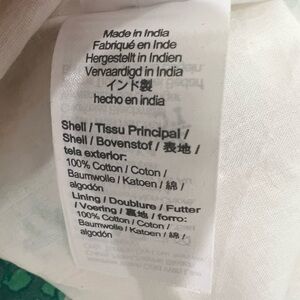 Made in India
Fabriqué en Inde
Hergestellt in Indien
Vervaardigd in India
インド製
hecho en india
Shell / Tissu Principal /
Shell / Bovenstof / 表地 /
tela exterior:
100% Cotton / Coton /
Baumwolle / Katoen / 綿 /
algodón
Lining / Doublure / Futter
/ Voering / 裏地 / forro:
100% Cotton / Coton /
Baumwolle / Katoen / 綿 /
algodón